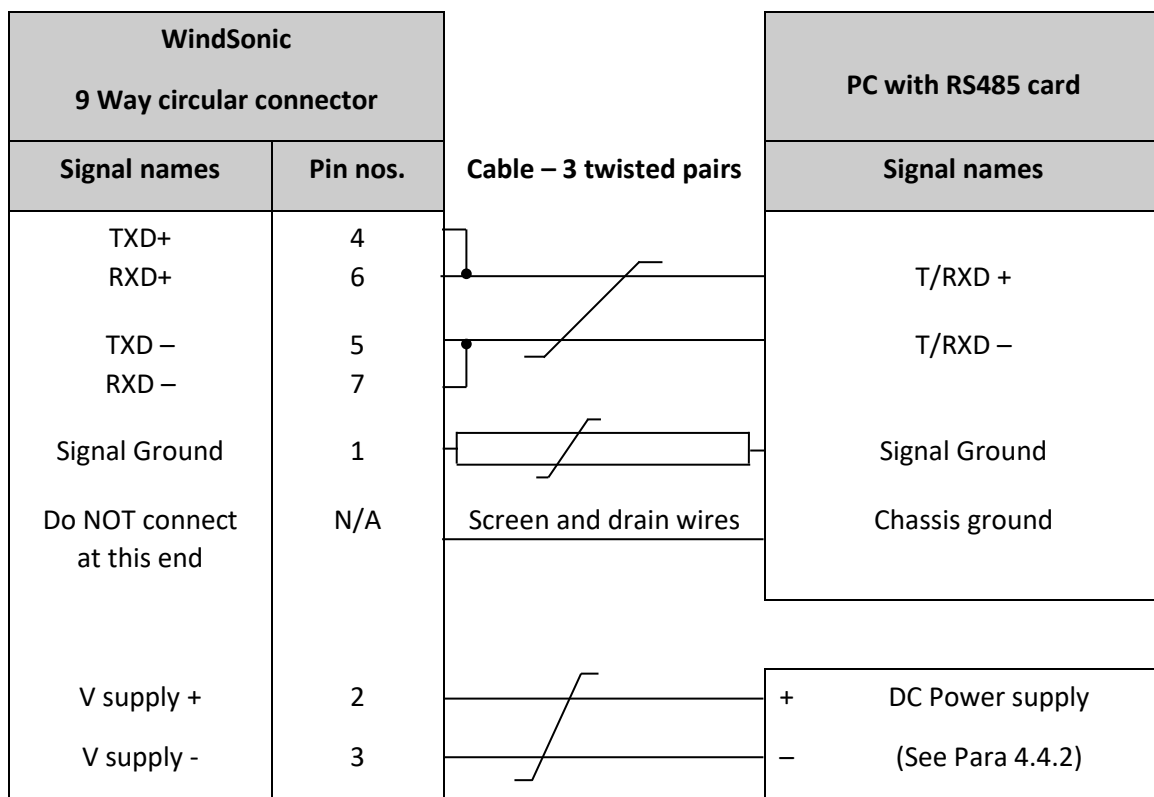 WindSonic
9 Way circular connector
PC with RS485 card
Signal names Pin nos. Cable – 3 twisted pairs Signal names
TXD+ 4
RXD+ 6 T/RXD +
TXD – 5 T/RXD –
RXD – 7
Signal Ground 1 Signal Ground
Do NOT connect N/A Screen and drain wires Chassis ground
at this end
V supply + 2 + DC Power supply
V supply - 3 – (See Para 4.4.2)